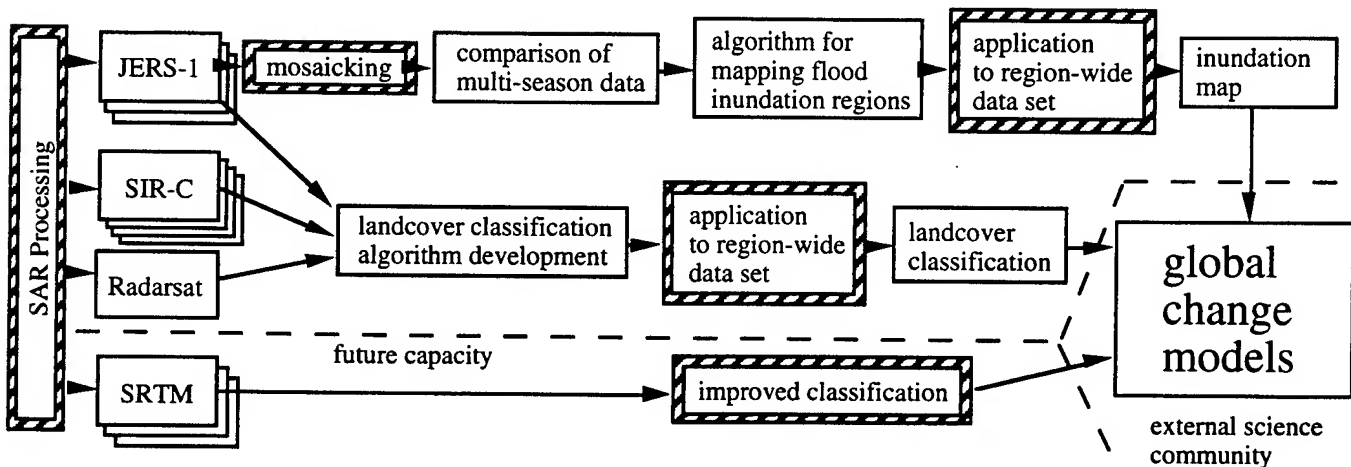 SAR Processing
JERS-1
mosaicking
comparison of
multi-season data
algorithm for
mapping flood
inundation regions
application
to region-wide
data set
inundation
map
SIR-C
Radarsat
landcover classification
algorithm development
application
to region-wide
data set
landcover
classification
global
change
models
future capacity
SRTM
improved classification
external science
community